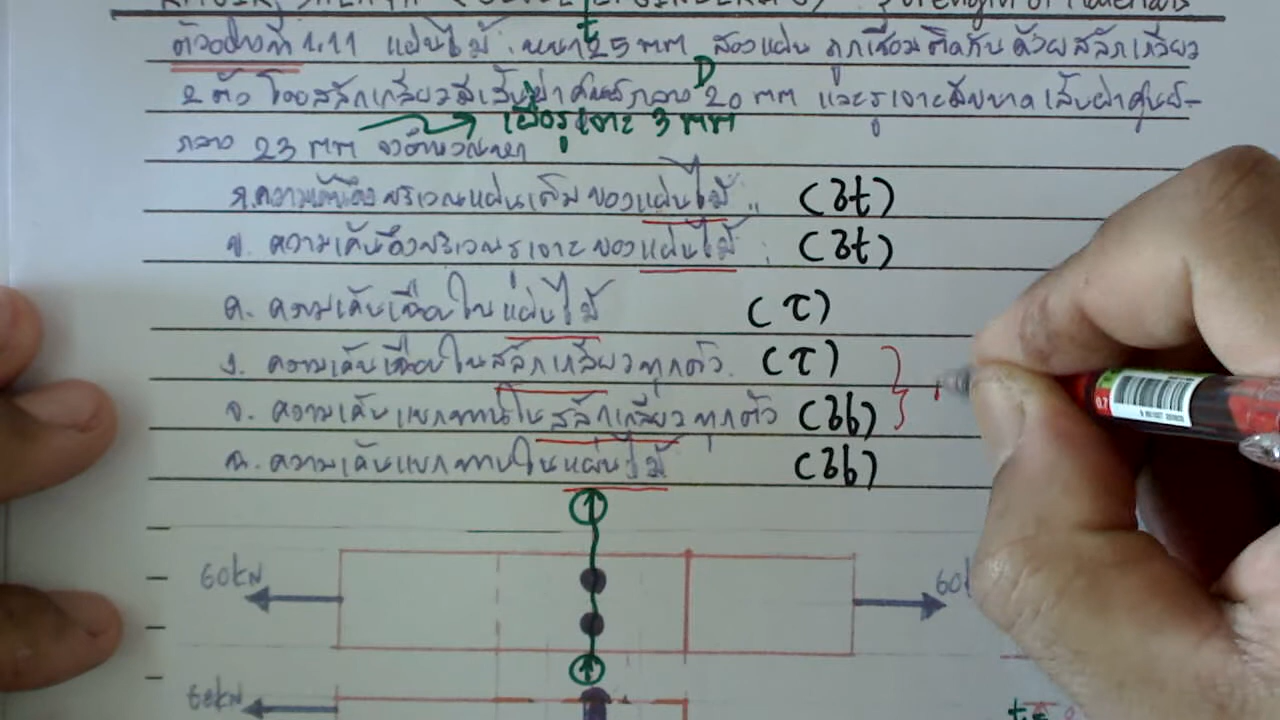 Strength of Materials
t
ตัวอย่างที่ 1.11 แผ่นไม้ หนา 25 mm สองแผ่น ถูกเชื่อมติดกันด้วยสลักเกลียว
D
2 ตัว โดยสลักเกลียวมีเส้นผ่าศูนย์กลาง 20 mm และรูเจาะมีขนาดเส้นผ่าศูนย์-
เผื่อรูเจาะ 3 mm
กลาง 23 mm จงคำนวณหา
ก. ความเค้นดึงบริเวณแผ่นเต็มของแผ่นไม้ (σt)
ข. ความเค้นดึงบริเวณรูเจาะของแผ่นไม้ (σt)
ค. ความเค้นเฉือนในแผ่นไม้ (τ)
ง. ความเค้นเฉือนในสลักเกลียวทุกตัว (τ)
จ. ความเค้นแบกทานในสลักเกลียวทุกตัว (σb)
ฉ. ความเค้นแบกทานในแผ่นไม้ (σb)
60kN
60
60kN
t =